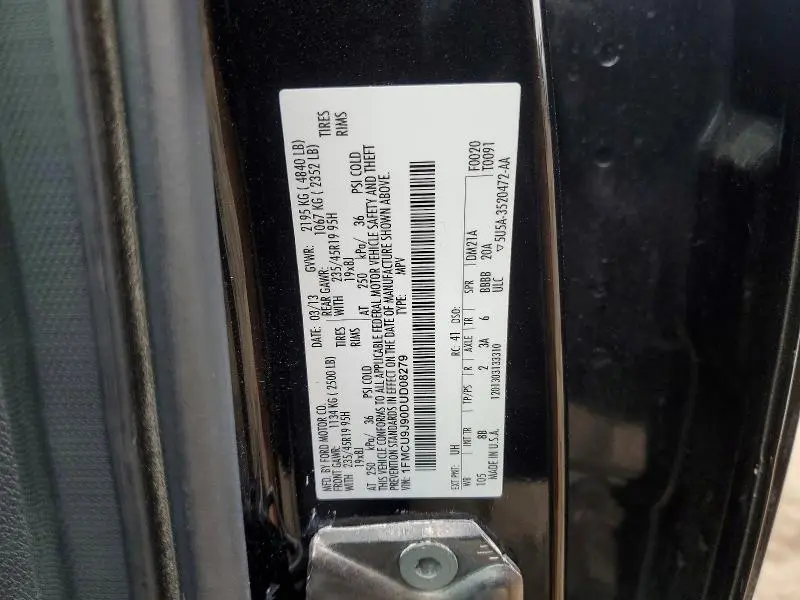 MFD. BY FORD MOTOR CO.
DATE: 03/13 GVWR: 2195 KG ( 4840 LB)
FRONT GAWR: 1134 KG ( 2500 LB) REAR GAWR: 1067 KG ( 2352 LB)
WITH 235/45R19 95H TIRES WITH 235/45R19 95H TIRES
19x8J RIMS 19x8J RIMS
AT 250 kPa/ 36 PSI COLD AT 250 kPa/ 36 PSI COLD
THIS VEHICLE CONFORMS TO ALL APPLICABLE FEDERAL MOTOR VEHICLE SAFETY AND THEFT
PREVENTION STANDARDS IN EFFECT ON THE DATE OF MANUFACTURE SHOWN ABOVE.
VIN: 1FMCU9J90DUD08279 TYPE: MPV
EXT PNT: UH RC: 41 DSO: F0020
WB INT TR TP/PS R AXLE TR SPR DM21A T0091
105 8B 2 3A 6 BBBB 20A
MADE IN U.S.A. 1201303133310 ULC ▽5U5A-3520472-AA